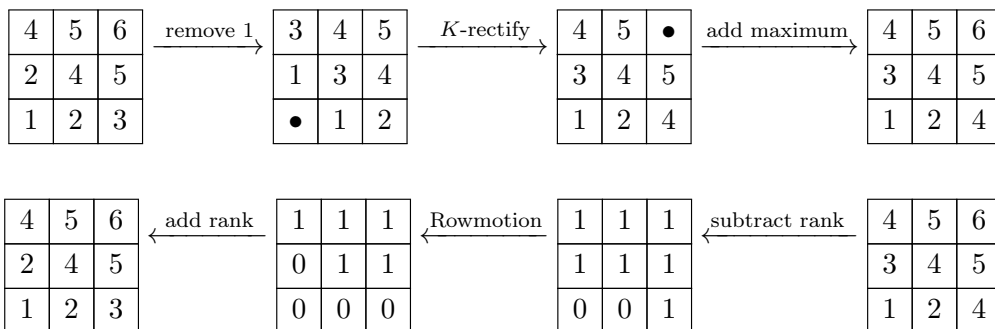 remove 1 K-rectify add maximum
4 5 6 3 4 5 4 5 • 4 5 6
2 4 5 1 3 4 3 4 5 3 4 5
1 2 3 • 1 2 1 2 4 1 2 4
add rank Rowmotion subtract rank
4 5 6 1 1 1 1 1 1 4 5 6
2 4 5 0 1 1 1 1 1 3 4 5
1 2 3 0 0 0 0 0 1 1 2 4